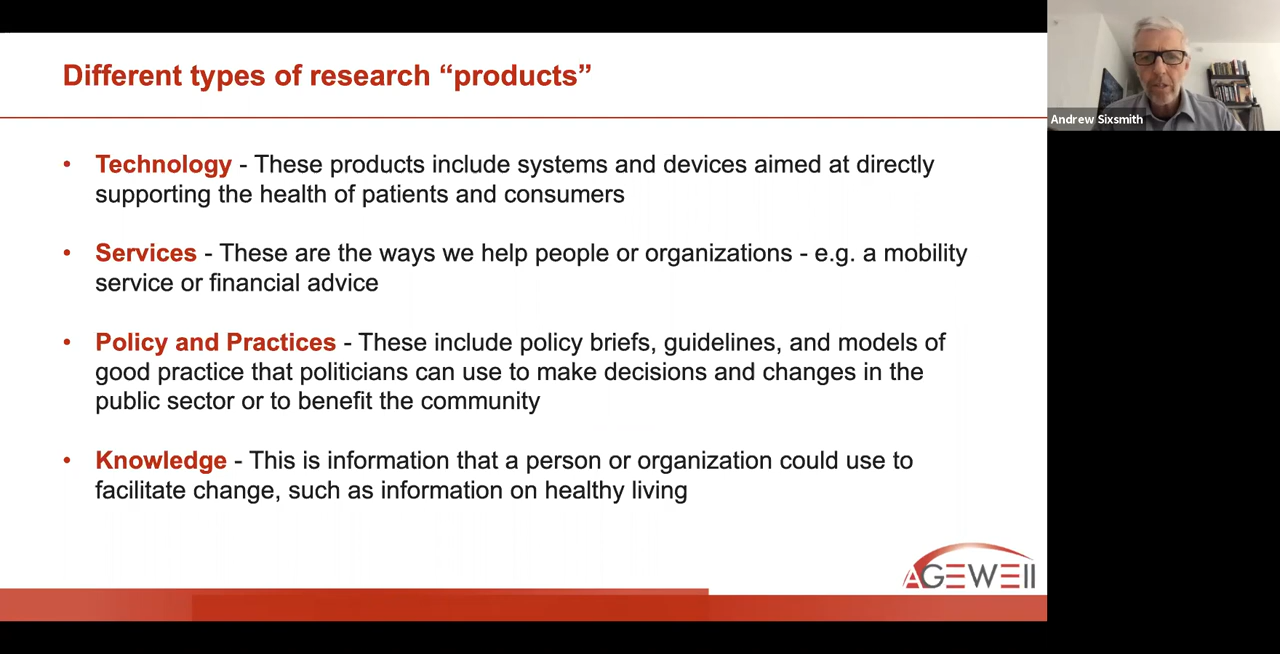 Different types of research “products”
Andrew Sixsmith
• Technology - These products include systems and devices aimed at directly
supporting the health of patients and consumers
• Services - These are the ways we help people or organizations - e.g. a mobility
service or financial advice
• Policy and Practices - These include policy briefs, guidelines, and models of
good practice that politicians can use to make decisions and changes in the
public sector or to benefit the community
• Knowledge - This is information that a person or organization could use to
facilitate change, such as information on healthy living
AGEWEll